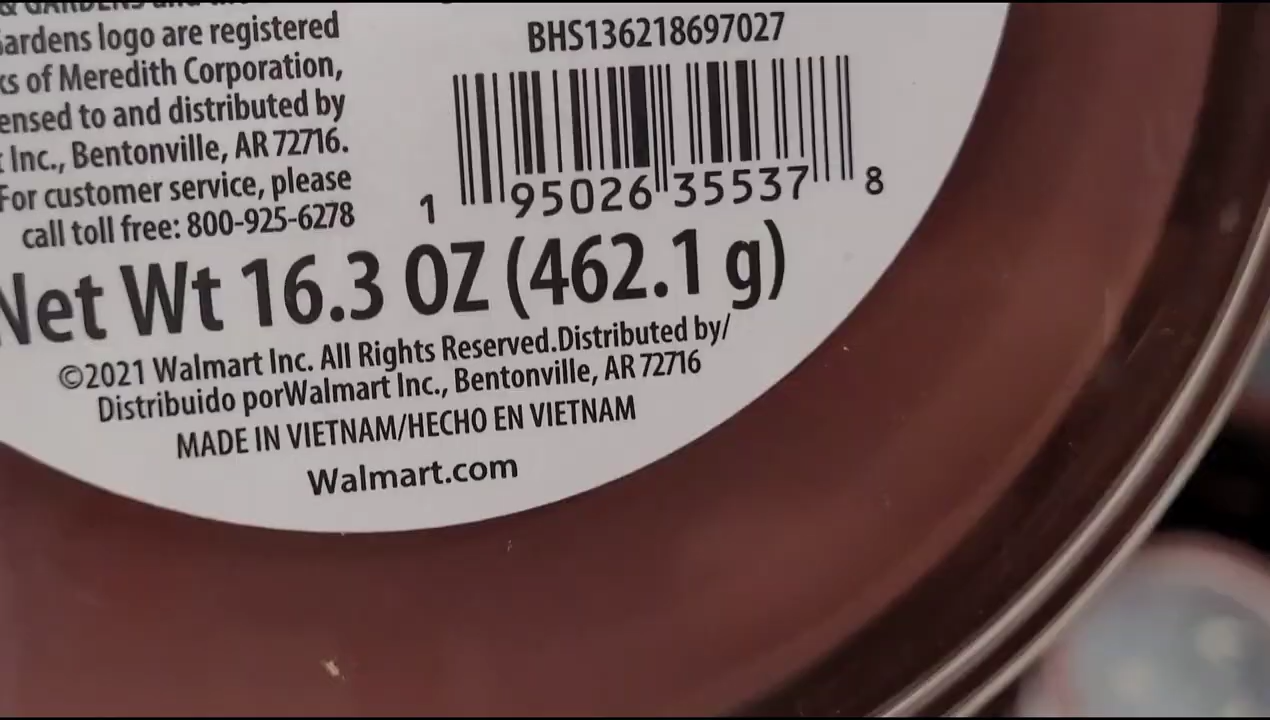 & GARDENS and the
Gardens logo are registered
of Meredith Corporation,
to and distributed by
Inc., Bentonville, AR 72716.
For customer service, please
call toll free: 800-925-6278
BHS136218697027
1 95026 35537 8
Net Wt 16.3 OZ (462.1 g)
©2021 Walmart Inc. All Rights Reserved.Distributed by/
Distribuido porWalmart Inc., Bentonville, AR 72716
MADE IN VIETNAM/HECHO EN VIETNAM
Walmart.com